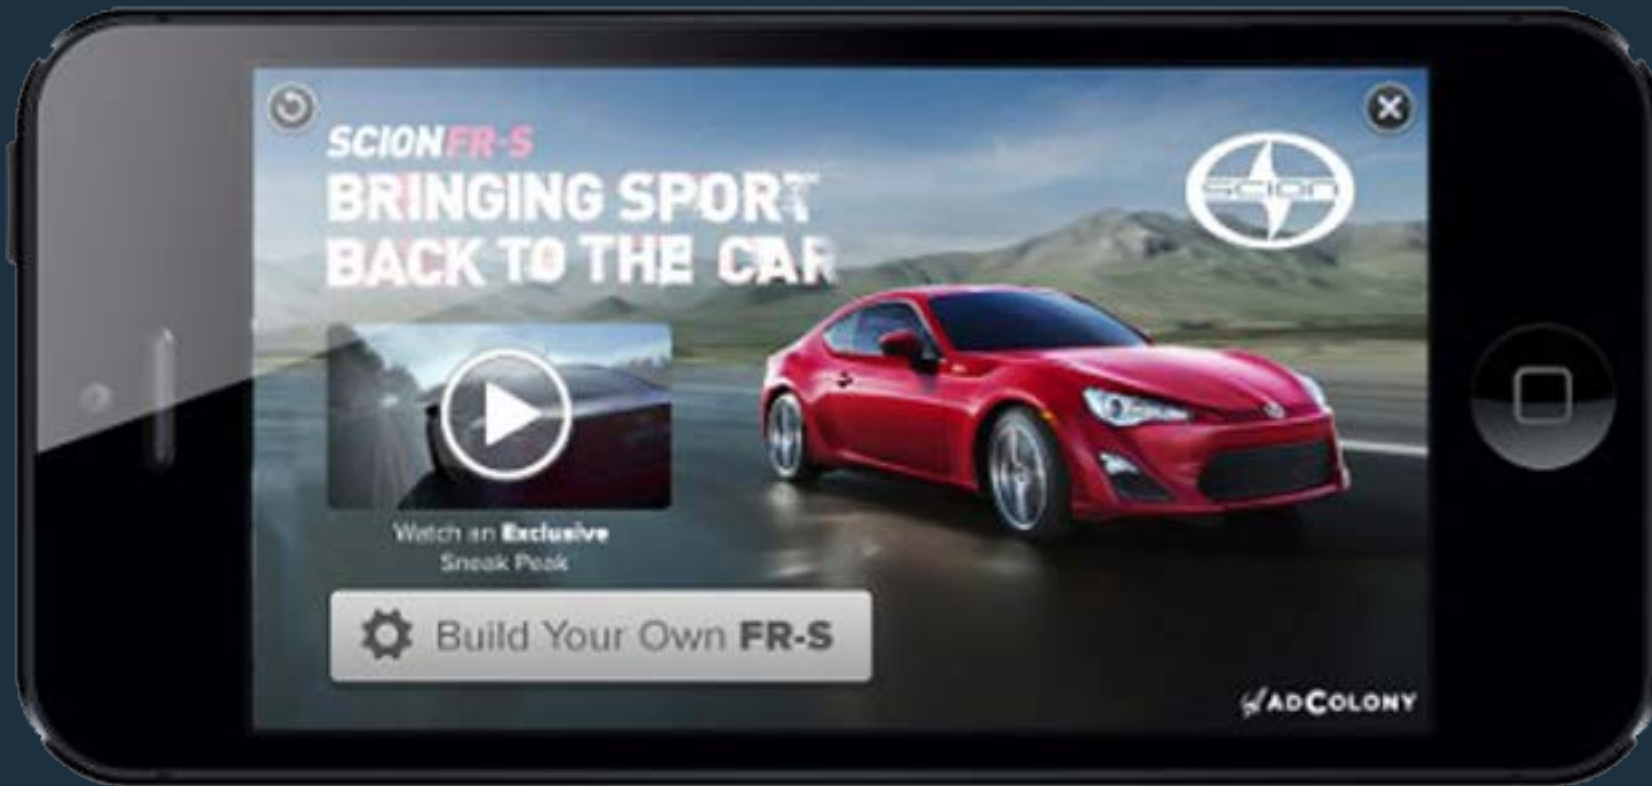 SCION FR-S
BRINGING SPORT
BACK TO THE CAR
SCION
Watch an Exclusive
Sneak Peak
Build Your Own FR-S
ADCOLONY